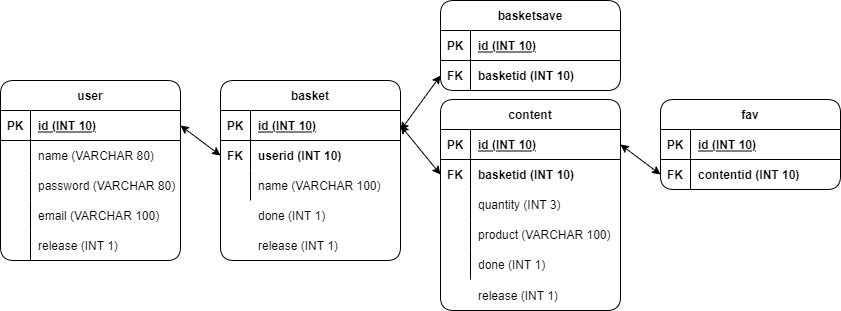 user
PK id (INT 10)
name (VARCHAR 80)
password (VARCHAR 80)
email (VARCHAR 100)
release (INT 1)
basket
PK id (INT 10)
FK userid (INT 10)
name (VARCHAR 100)
done (INT 1)
release (INT 1)
basketsave
PK id (INT 10)
FK basketid (INT 10)
content
PK id (INT 10)
FK basketid (INT 10)
quantity (INT 3)
product (VARCHAR 100)
done (INT 1)
release (INT 1)
fav
PK id (INT 10)
FK contentid (INT 10)